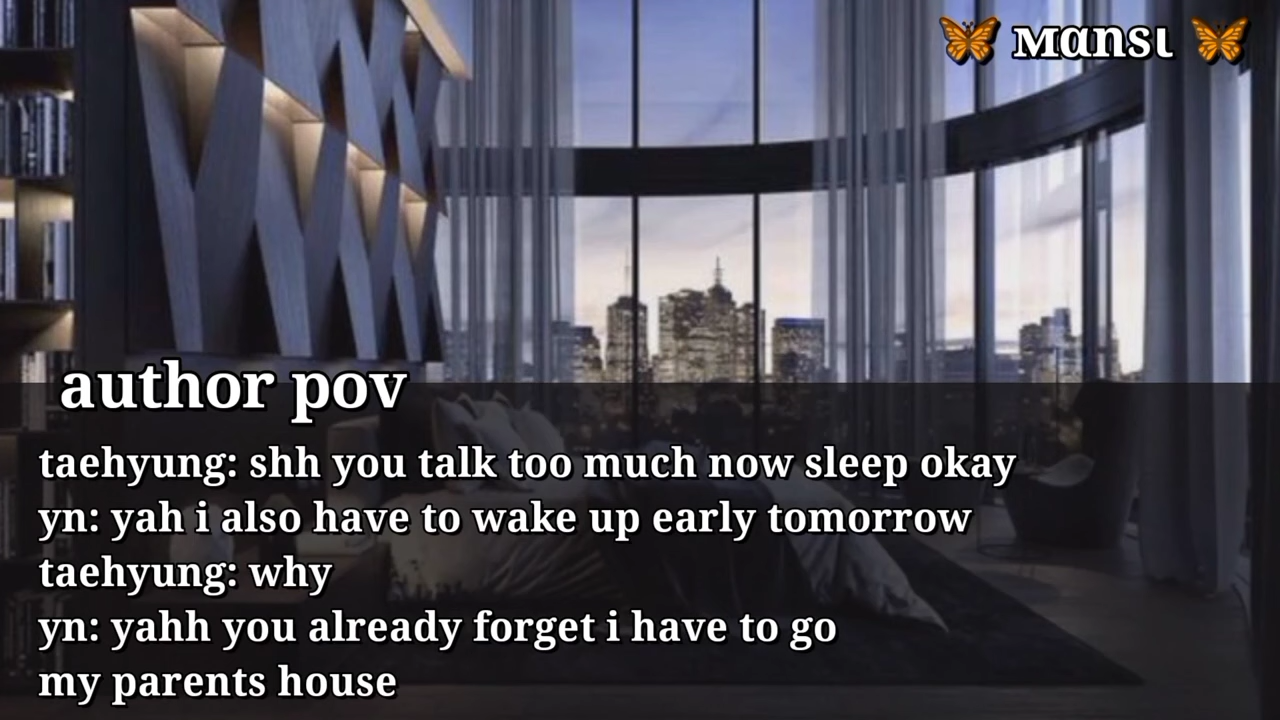 🦋 ᴍαnѕι 🦋
author pov
taehyung: shh you talk too much now sleep okay
yn: yah i also have to wake up early tomorrow
taehyung: why
yn: yahh you already forget i have to go
my parents house